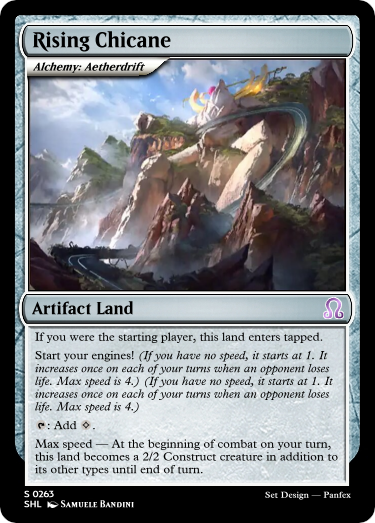 Rising Chicane
Alchemy: Aetherdrift
Artifact Land
If you were the starting player, this land enters tapped.
Start your engines! (If you have no speed, it starts at 1. It
increases once on each of your turns when an opponent loses
life. Max speed is 4.) (If you have no speed, it starts at 1. It
increases once on each of your turns when an opponent loses
life. Max speed is 4.)
: Add .
Max speed — At the beginning of combat on your turn,
this land becomes a 2/2 Construct creature in addition to
its other types until end of turn.
S 0263
SHL Samuele Bandini
Set Design — Panfex